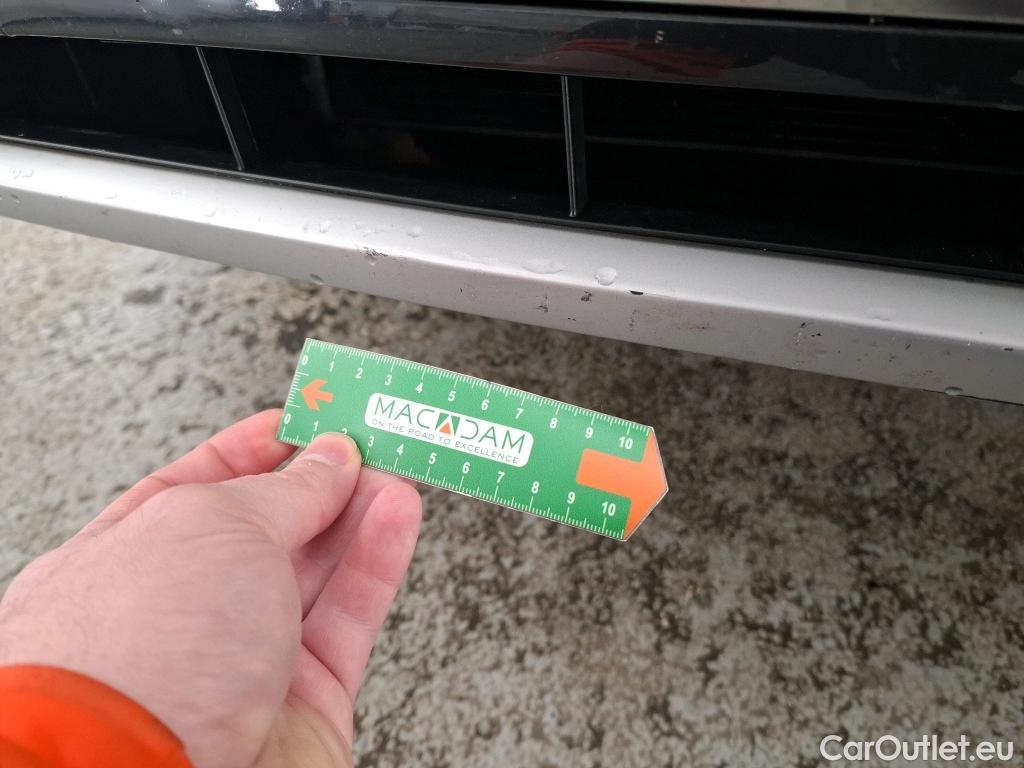 0 1 2 3 4 5 6 7 8 9 10
MACADAM
ON THE ROAD TO EXCELLENCE
0 1 2 3 4 5 6 7 8 9 10
CarOutlet.eu